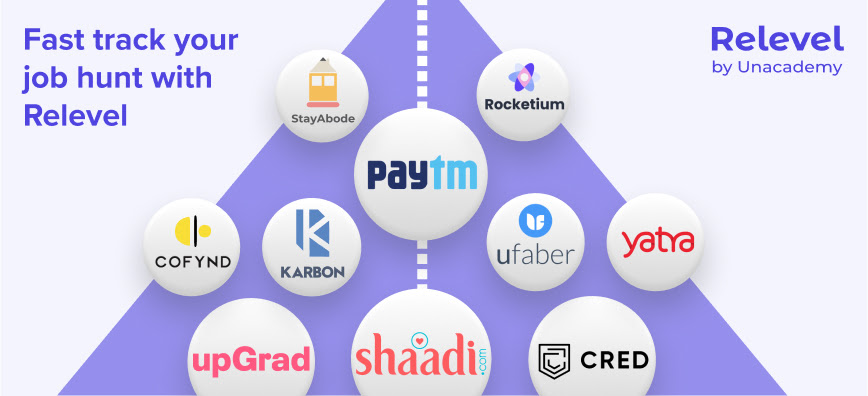 Fast track your
job hunt with
Relevel
Relevel
by Unacademy
StayAbode
Rocketium
paytm
COFYND
KARBON
ufaber
yatra
upGrad
shaadi.com
CRED